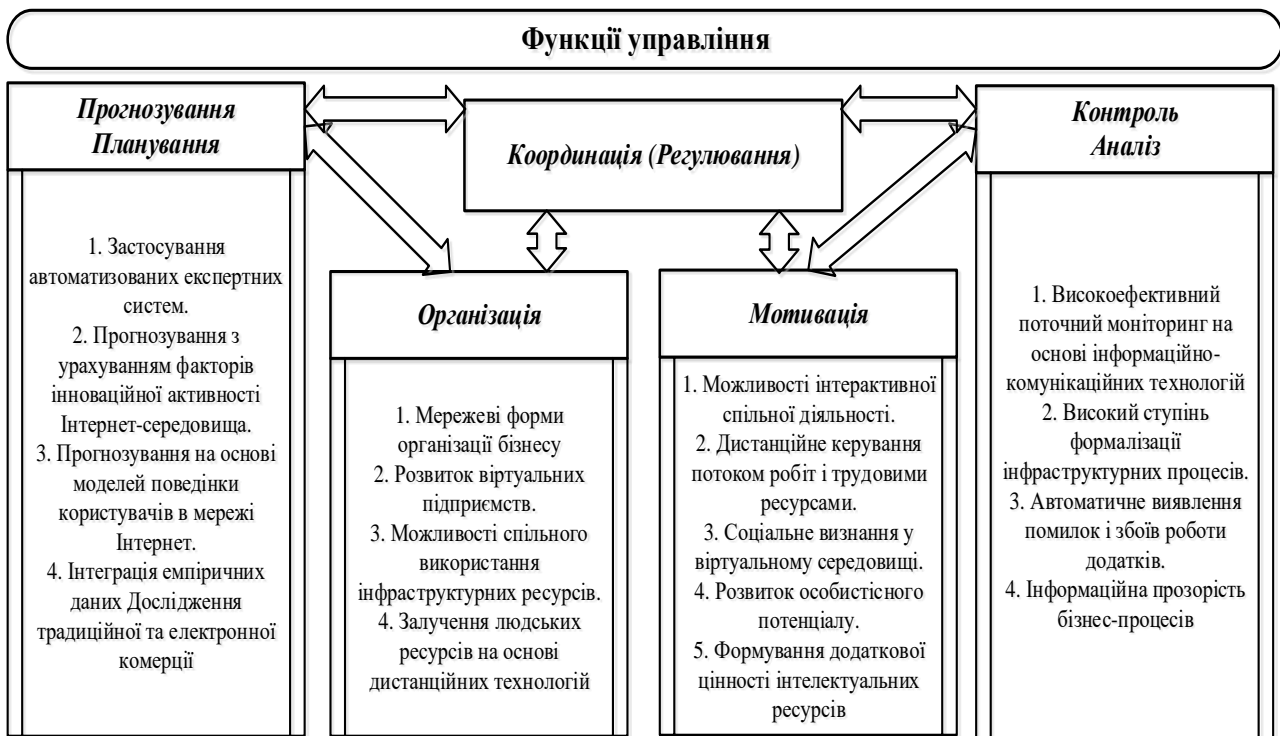 Функції управління
Прогнозування
Планування
Координація (Регулювання)
Контроль
Аналіз
1. Застосування
автоматизованих експертних
систем.
2. Прогнозування з
урахуванням факторів
інноваційної активності
Інтернет-середовища.
3. Прогнозування на основі
моделей поведінки
користувачів в мережі
Інтернет.
4. Інтеграція емпіричних
даних Дослідження
традиційної та електронної
комерції
Організація
1. Мережеві форми
організації бізнесу
2. Розвиток віртуальних
підприємств.
3. Можливості спільного
використання
інфраструктурних ресурсів.
4. Залучення людських
ресурсів на основі
дистанційних технологій
Мотивація
1. Можливості інтерактивної
спільної діяльності.
2. Дистанційне керування
потоком робіт і трудовими
ресурсами.
3. Соціальне визнання у
віртуальному середовищі.
4. Розвиток особистісного
потенціалу.
5. Формування додаткової
цінності інтелектуальних
ресурсів
1. Високоефективний
поточний моніторинг на
основі інформаційно-
комунікаційних технологій
2. Високий ступінь
формалізації
інфраструктурних процесів.
3. Автоматичне виявлення
помилок і збоїв роботи
додатків.
4. Інформаційна прозорість
бізнес-процесів